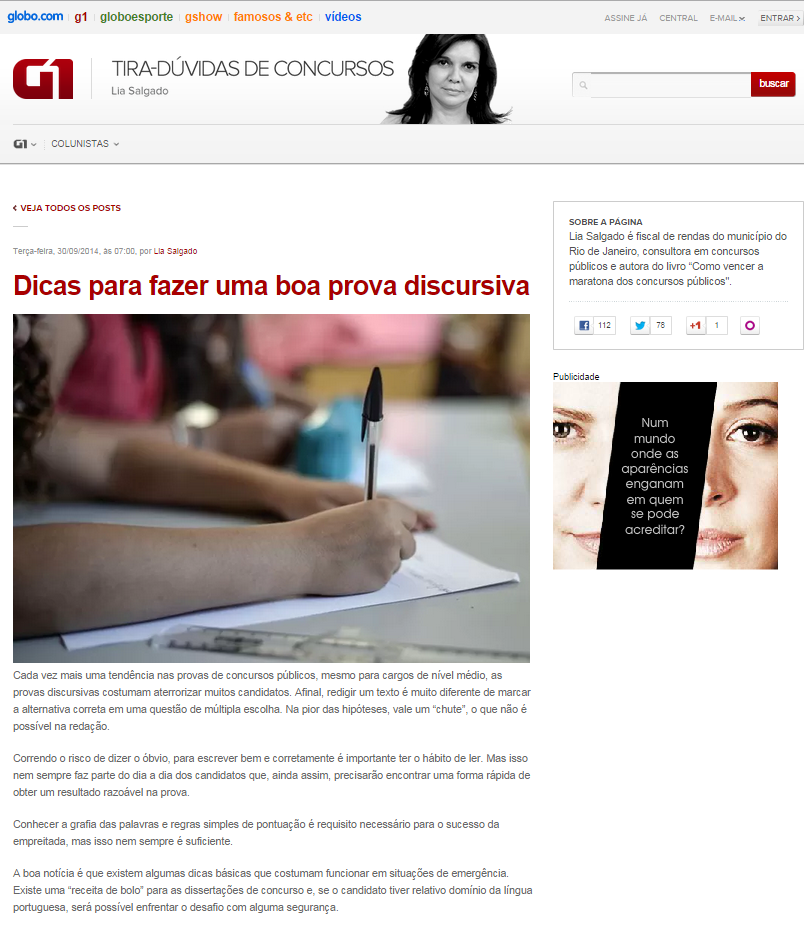 globo.com g1 globoesporte gshow famosos & etc vídeos
ASSINE JÁ CENTRAL E-MAIL ENTRAR ›
G1
TIRA-DÚVIDAS DE CONCURSOS
Lia Salgado
buscar
G1 COLUNISTAS
‹ VEJA TODOS OS POSTS
Terça-feira, 30/09/2014, às 07:00, por Lia Salgado
Dicas para fazer uma boa prova discursiva
Cada vez mais uma tendência nas provas de concursos públicos, mesmo para cargos de nível médio, as
provas discursivas costumam aterrorizar muitos candidatos. Afinal, redigir um texto é muito diferente de marcar
a alternativa correta em uma questão de múltipla escolha. Na pior das hipóteses, vale um “chute”, o que não é
possível na redação.
Correndo o risco de dizer o óbvio, para escrever bem e corretamente é importante ter o hábito de ler. Mas isso
nem sempre faz parte do dia a dia dos candidatos que, ainda assim, precisarão encontrar uma forma rápida de
obter um resultado razoável na prova.
Conhecer a grafia das palavras e regras simples de pontuação é requisito necessário para o sucesso da
empreitada, mas isso nem sempre é suficiente.
A boa notícia é que existem algumas dicas básicas que costumam funcionar em situações de emergência.
Existe uma “receita de bolo” para as dissertações de concurso e, se o candidato tiver relativo domínio da língua
portuguesa, será possível enfrentar o desafio com alguma segurança.
SOBRE A PÁGINA
Lia Salgado é fiscal de rendas do município do
Rio de Janeiro, consultora em concursos
públicos e autora do livro “Como vencer a
maratona dos concursos públicos”.
112 78 +1 1
Publicidade
Num
mundo
onde as
aparências
enganam
em quem
se pode
acreditar?